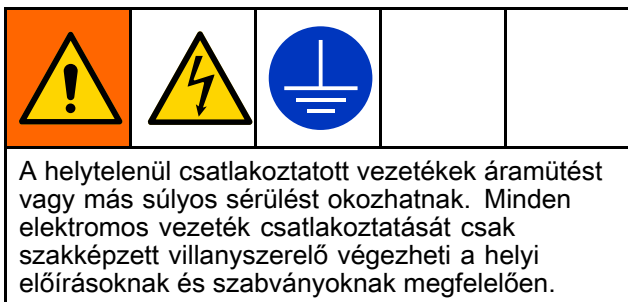 A helytelenül csatlakoztatott vezetékek áramütést
vagy más súlyos sérülést okozhatnak. Minden
elektromos vezeték csatlakoztatását csak
szakképzett villanyszerelő végezheti a helyi
előírásoknak és szabványoknak megfelelően.